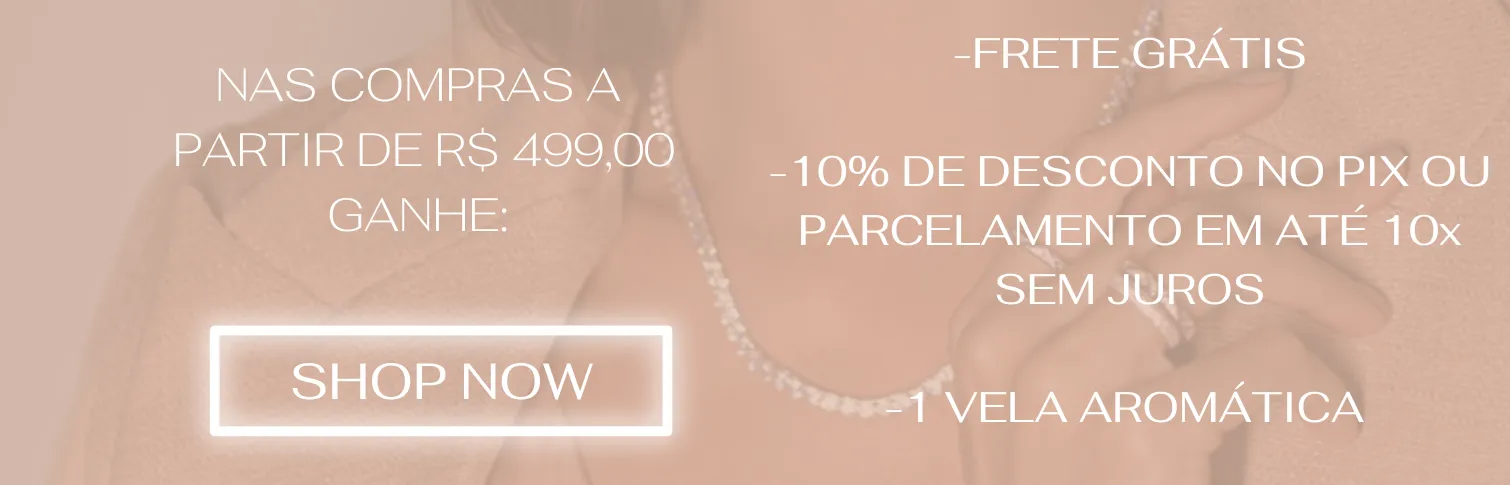 NAS COMPRAS A
PARTIR DE R$ 499,00
GANHE:
SHOP NOW
-FRETE GRÁTIS
-10% DE DESCONTO NO PIX OU
PARCELAMENTO EM ATÉ 10x
SEM JUROS
-1 VELA AROMÁTICA